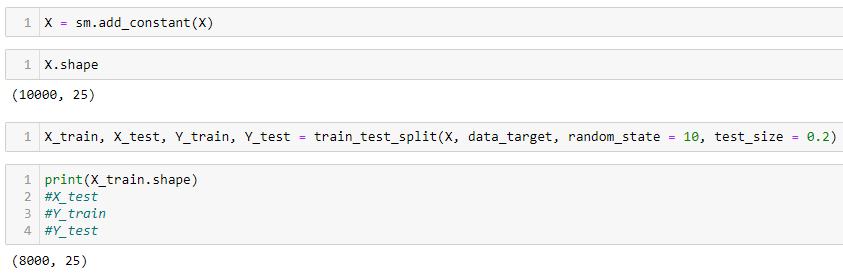 1 X = sm.add_constant(X)
1 X.shape
(10000, 25)
1 X_train, X_test, Y_train, Y_test = train_test_split(X, data_target, random_state = 10, test_size = 0.2)
1 print(X_train.shape)
2 #X_test
3 #Y_train
4 #Y_test
(8000, 25)